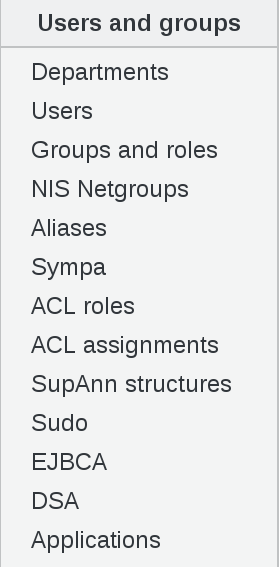 Users and groups
Departments
Users
Groups and roles
NIS Netgroups
Aliases
Sympa
ACL roles
ACL assignments
SupAnn structures
Sudo
EJBCA
DSA
Applications